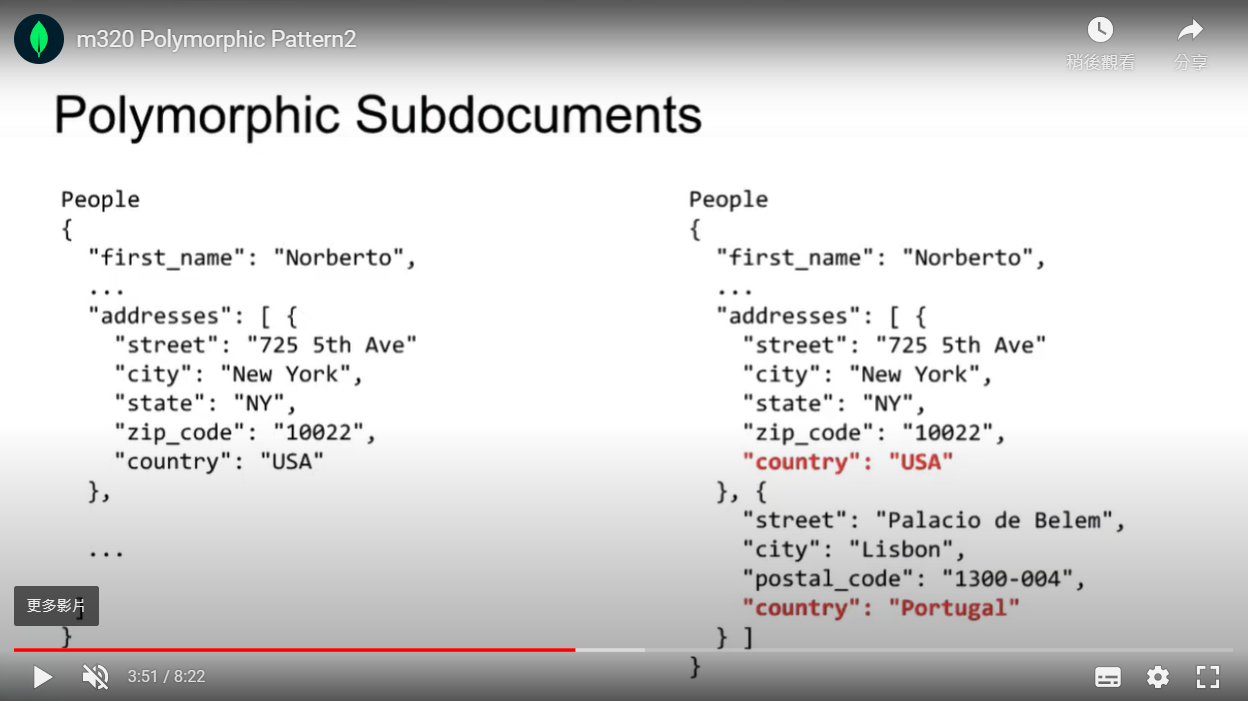 m320 Polymorphic Pattern2
稍後觀看
分享
Polymorphic Subdocuments
People
{
"first_name": "Norberto",
...
"addresses": [ {
"street": "725 5th Ave"
"city": "New York",
"state": "NY",
"zip_code": "10022",
"country": "USA"
},
...
]
}
People
{
"first_name": "Norberto",
...
"addresses": [ {
"street": "725 5th Ave"
"city": "New York",
"state": "NY",
"zip_code": "10022",
"country": "USA"
}, {
"street": "Palacio de Belem",
"city": "Lisbon",
"postal_code": "1300-004",
"country": "Portugal"
} ]
}
更多影片
3:51 / 8:22